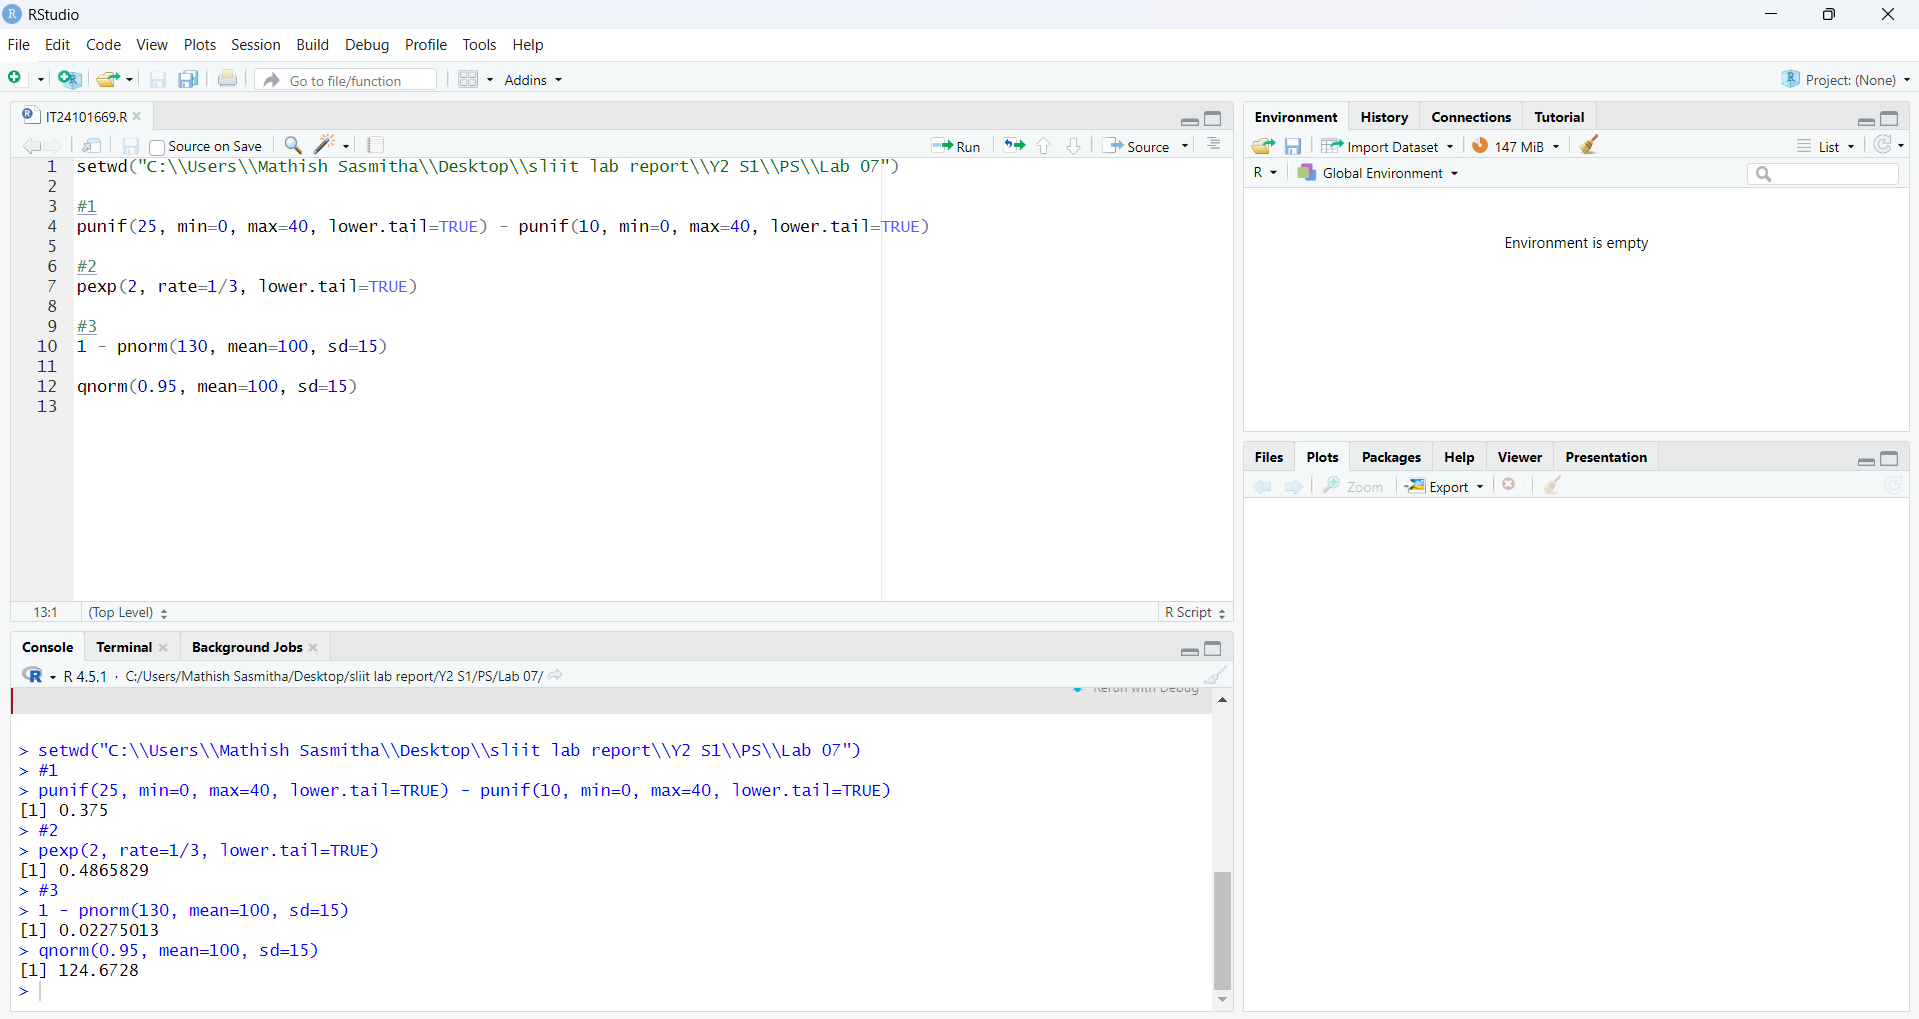 RStudio
File Edit Code View Plots Session Build Debug Profile Tools Help
Go to file/function Addins Project: (None)
IT24101669.R
Source on Save Run Source
1 setwd("C:\\Users\\Mathish Sasmitha\\Desktop\\sliit lab report\\Y2 S1\\PS\\Lab 07")
2
3 #1
4 punif(25, min=0, max=40, lower.tail=TRUE) - punif(10, min=0, max=40, lower.tail=TRUE)
5
6 #2
7 pexp(2, rate=1/3, lower.tail=TRUE)
8
9 #3
10 1 - pnorm(130, mean=100, sd=15)
11
12 qnorm(0.95, mean=100, sd=15)
13
13:1 (Top Level) R Script
Console Terminal Background Jobs
R 4.5.1 · C:/Users/Mathish Sasmitha/Desktop/sliit lab report/Y2 S1/PS/Lab 07/
Rerun with Debug
> setwd("C:\\Users\\Mathish Sasmitha\\Desktop\\sliit lab report\\Y2 S1\\PS\\Lab 07")
> #1
> punif(25, min=0, max=40, lower.tail=TRUE) - punif(10, min=0, max=40, lower.tail=TRUE)
[1] 0.375
> #2
> pexp(2, rate=1/3, lower.tail=TRUE)
[1] 0.4865829
> #3
> 1 - pnorm(130, mean=100, sd=15)
[1] 0.02275013
> qnorm(0.95, mean=100, sd=15)
[1] 124.6728
>
Environment History Connections Tutorial
Import Dataset 147 MiB List
R Global Environment
Environment is empty
Files Plots Packages Help Viewer Presentation
Zoom Export